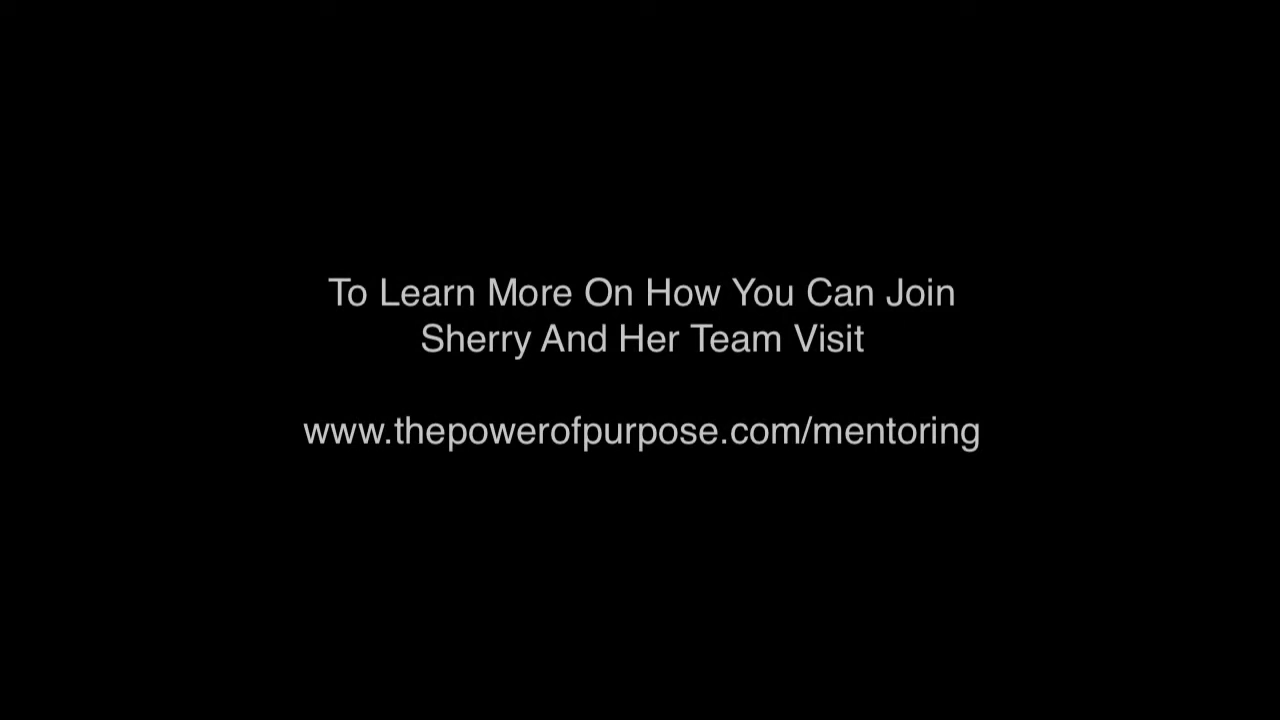 To Learn More On How You Can Join
Sherry And Her Team Visit
www.thepowerofpurpose.com/mentoring